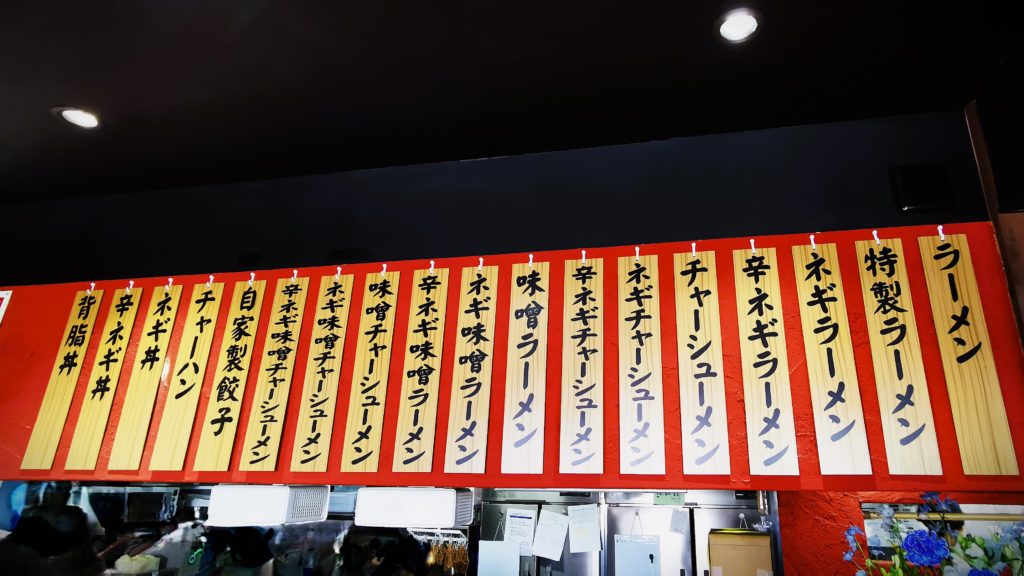 ラーメン
特製ラーメン
ネギラーメン
辛ネギラーメン
チャーシューメン
ネギチャーシューメン
辛ネギチャーシューメン
味噌ラーメン
ネギ味噌ラーメン
辛ネギ味噌ラーメン
味噌チャーシューメン
ネギ味噌チャーシューメン
辛ネギ味噌チャーシューメン
自家製餃子
チャーハン
ネギ丼
辛ネギ丼
背脂丼